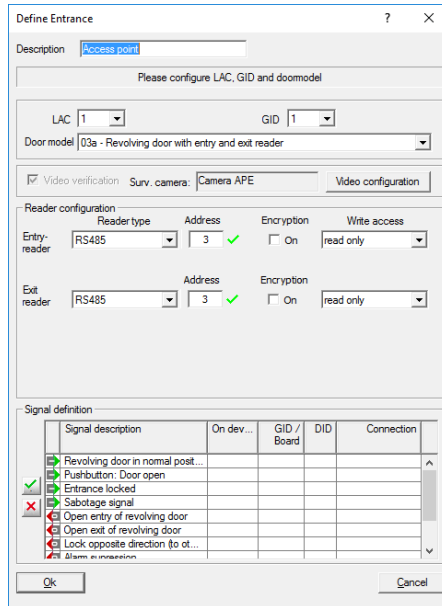 Define Entrance ? X
Description Access point
Please configure LAC, GID and doormodel
LAC 1 GID 1
Door model 03a - Revolving door with entry and exit reader
Video verification Surv. camera: Camera APE Video configuration
Reader configuration
Reader type Address Encryption Write access
Entry-reader RS485 3 On read only
Address Encryption
Exit reader RS485 3 On read only
Signal definition
Signal description On dev... GID / Board DID Connection
Revolving door in normal posit...
Pushbutton: Door open
Entrance locked
Sabotage signal
Open entry of revolving door
Open exit of revolving door
Lock opposite direction (to ot...
Alarm supression
Ok Cancel